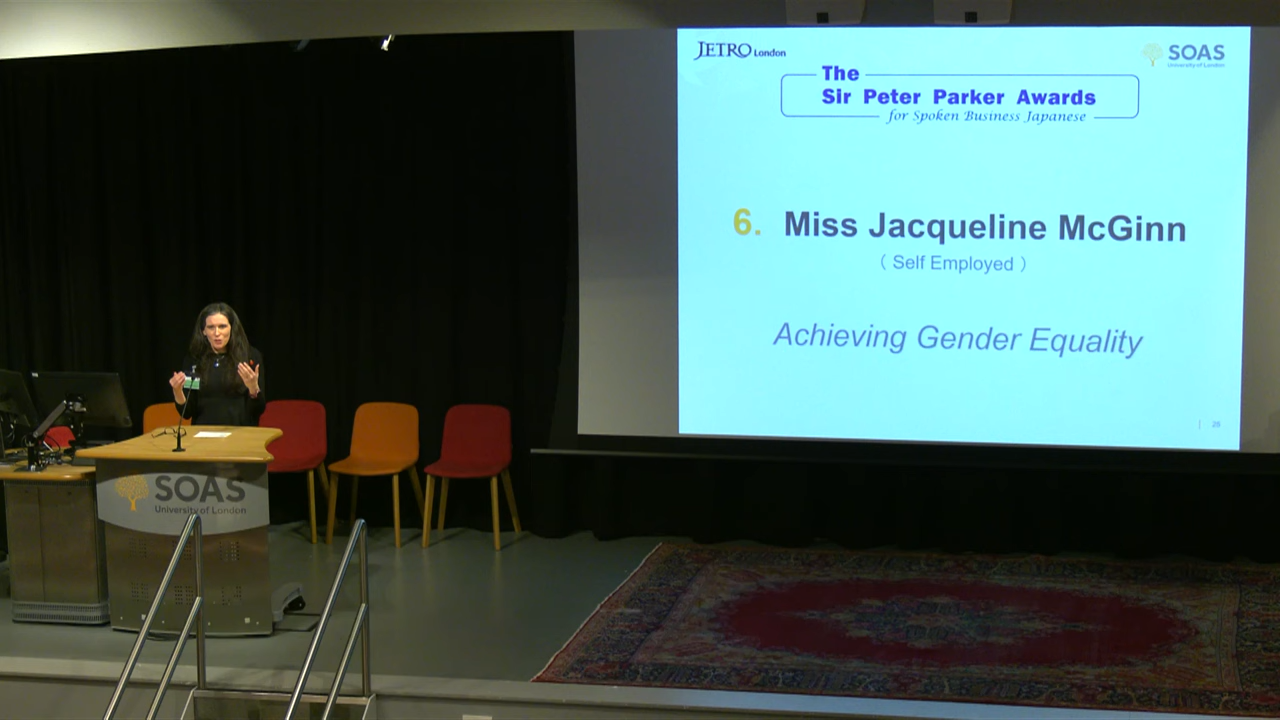 JETRO London
SOAS
University of London
The
Sir Peter Parker Awards
for Spoken Business Japanese
6. Miss Jacqueline McGinn
( Self Employed )
Achieving Gender Equality
28
SOAS
University of London